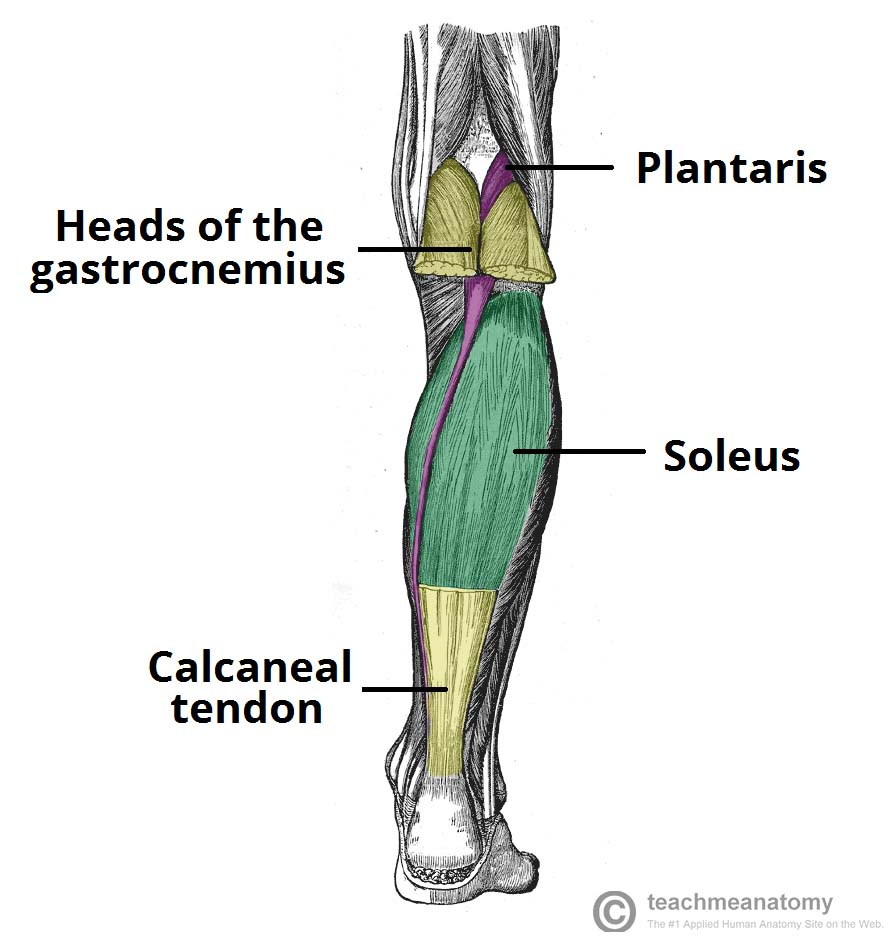 Plantaris
Heads of the
gastrocnemius
Soleus
Calcaneal
tendon
© teachmeanatomy
The #1 Applied Human Anatomy Site on the Web.